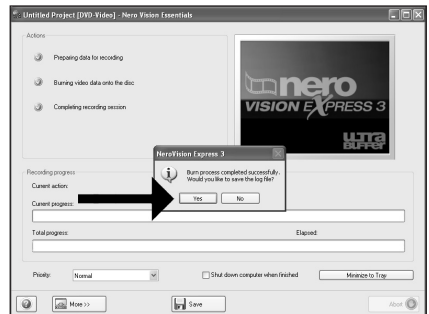 Untitled Project [DVD-Video] - Nero Vision Essentials
Actions
Preparing data for recording
Burning video data onto the disc
Completing recording session
nero
VISION EXPRESS 3
ULTRA
BUFFER
NeroVision Express 3
Burn process completed successfully.
Would you like to save the log file?
Yes No
Recording progress
Current action:
Current progress:
Total progress: Elapsed:
Priority: Normal Shut down computer when finished Minimize to Tray
More >> Save Abort